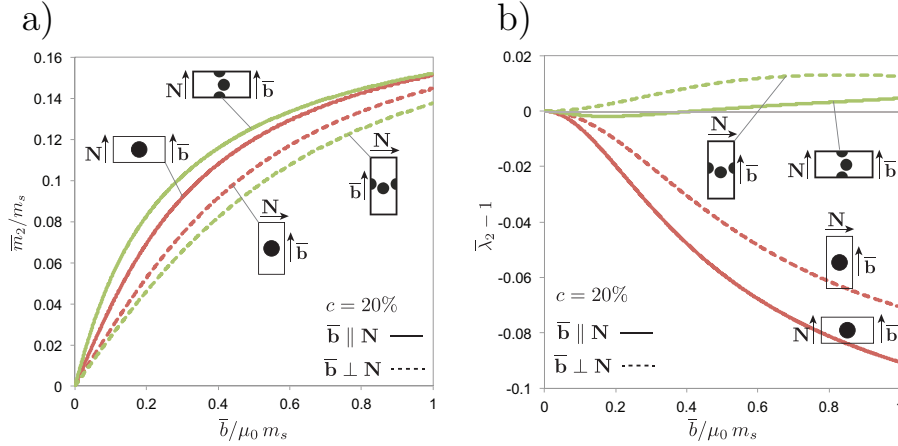 a)
0.16
0.14
0.12
0.1
0.08
0.06
0.04
0.02
0
m̅₂/mₛ
0 0.2 0.4 0.6 0.8 1
b̅/μ₀ mₛ
N b̅
N b̅
N
b̅
N
b̅
c = 20%
b̅ ∥ N
b̅ ⊥ N
b)
0.02
0
-0.02
-0.04
-0.06
-0.08
-0.1
λ̅₂ − 1
0 0.2 0.4 0.6 0.8 1
b̅/μ₀ mₛ
N
b̅
N b̅
N
b̅
N b̅
c = 20%
b̅ ∥ N
b̅ ⊥ N